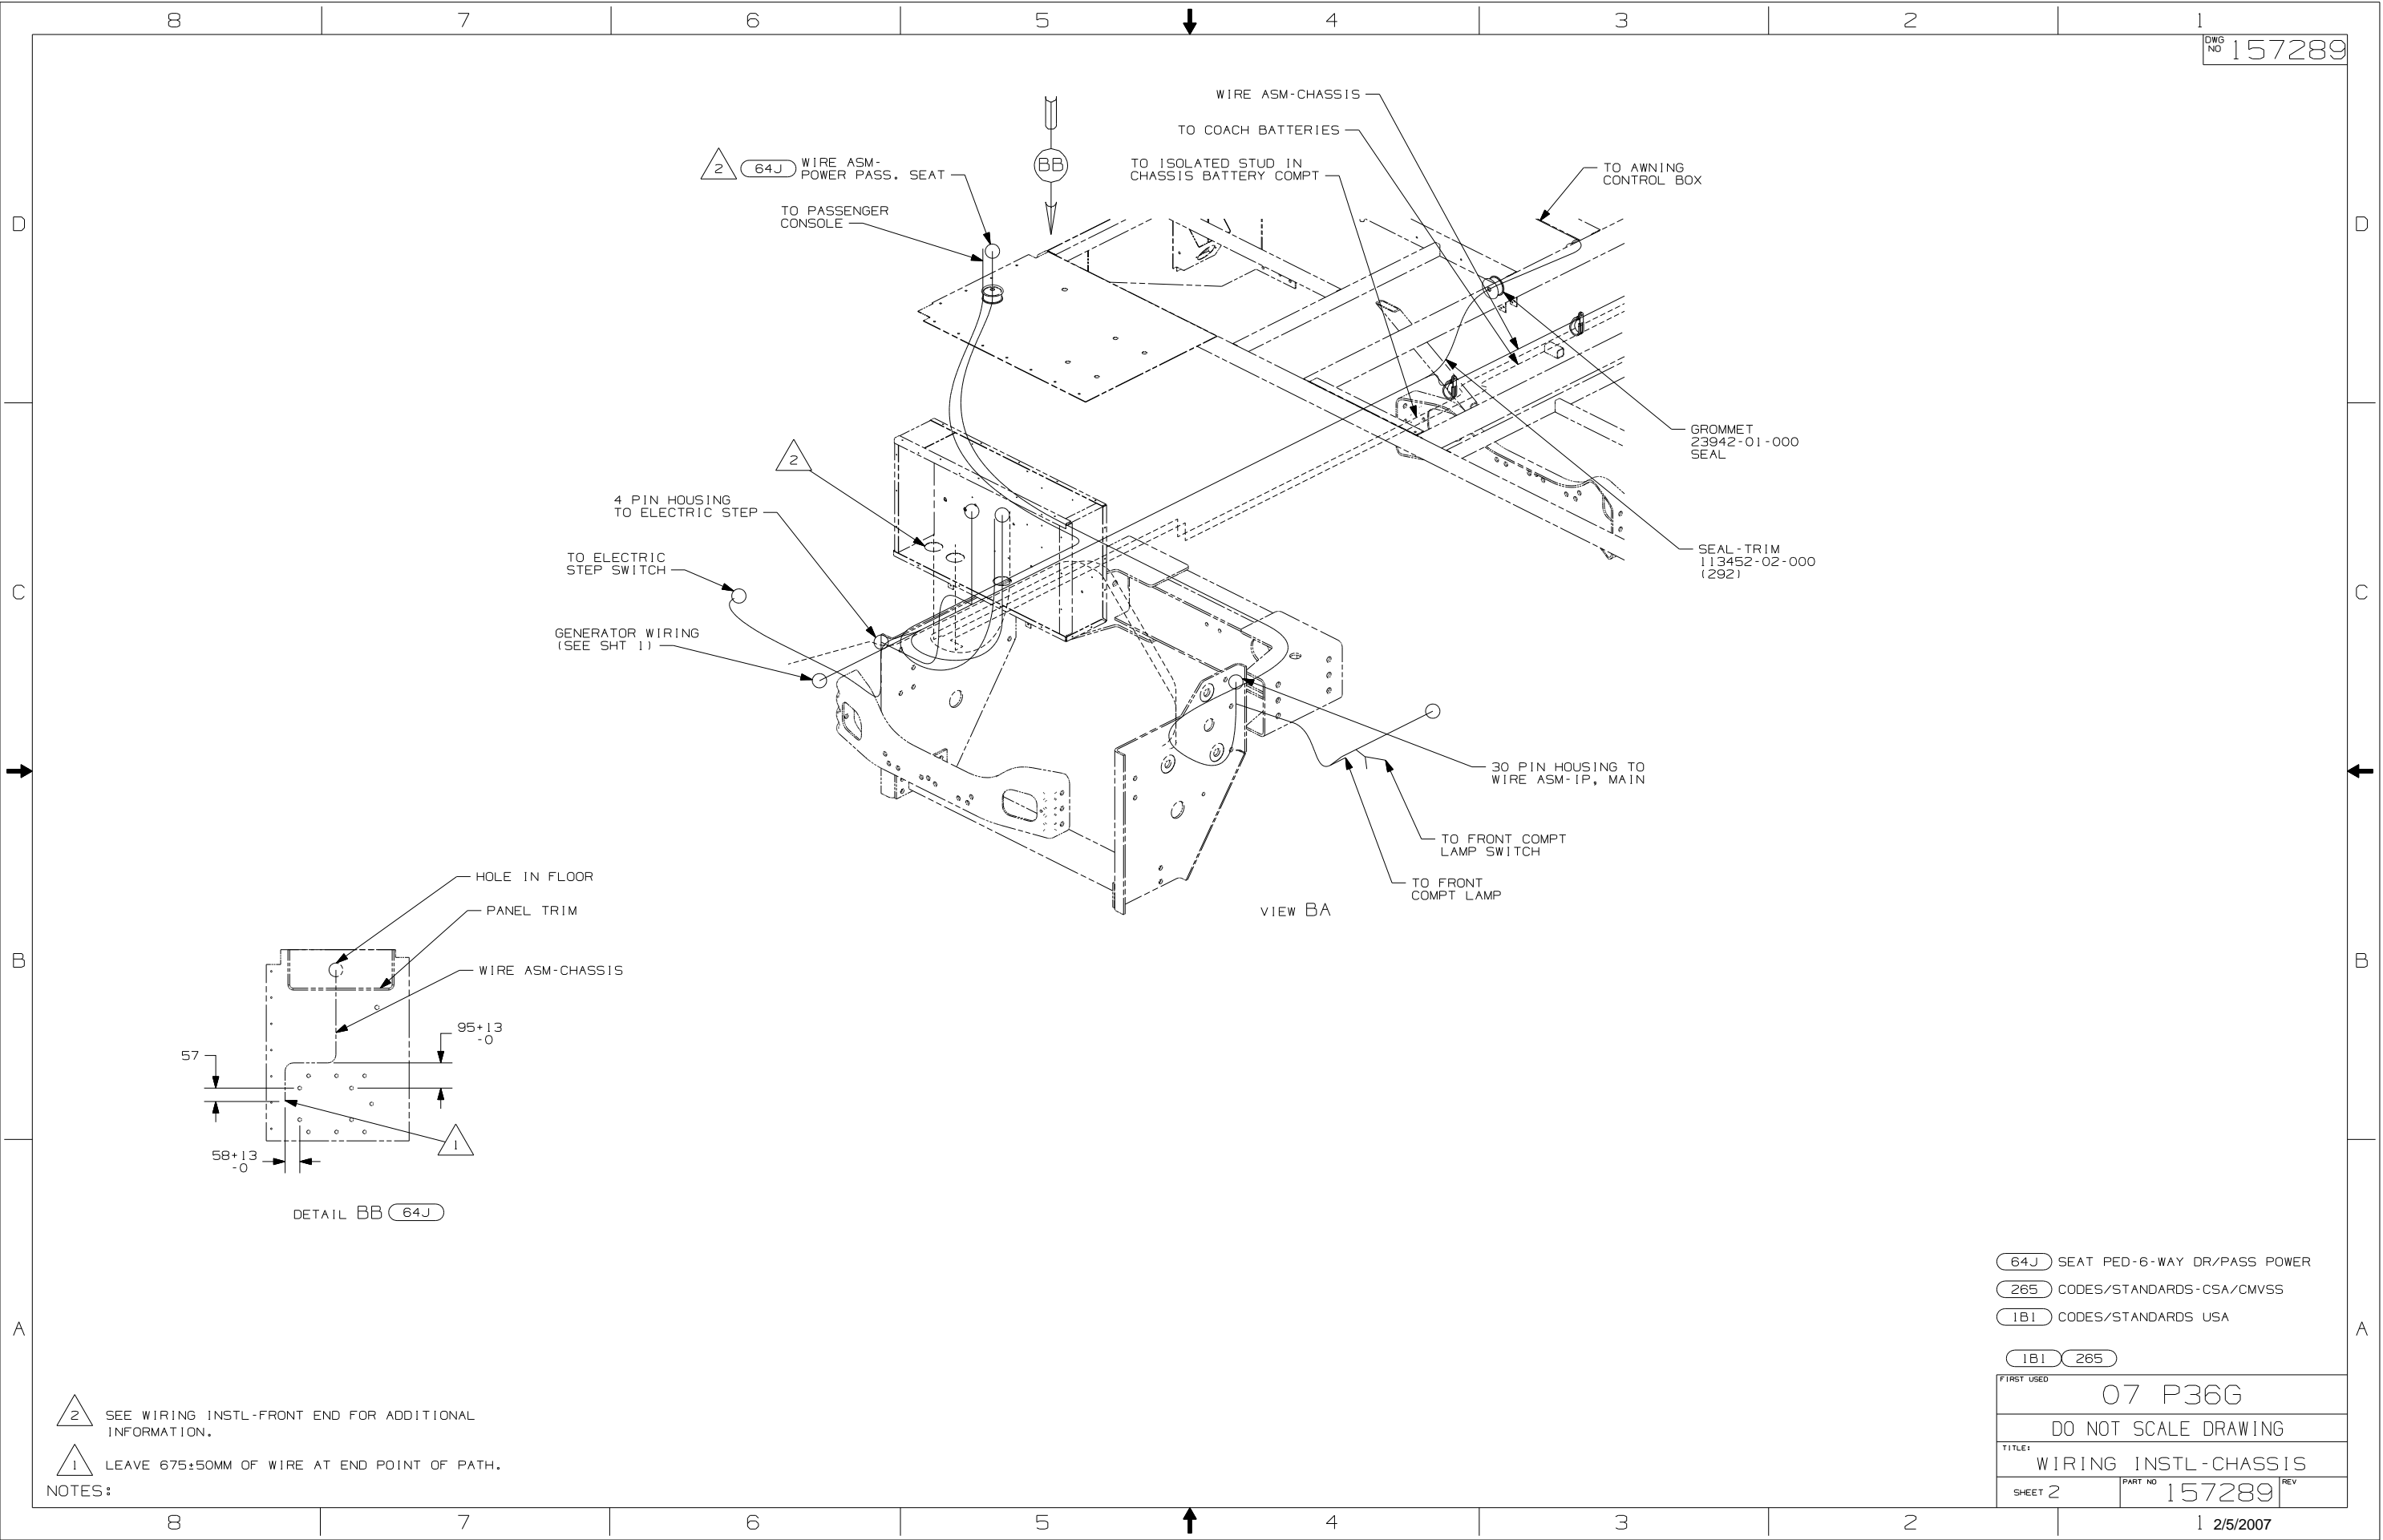 8 7 6 5 4 3 2 1
DWG NO 157289
WIRE ASM-CHASSIS
TO COACH BATTERIES
TO ISOLATED STUD IN
CHASSIS BATTERY COMPT
TO AWNING
CONTROL BOX
BB
2 64J WIRE ASM-
POWER PASS. SEAT
TO PASSENGER
CONSOLE
D D
2
4 PIN HOUSING
TO ELECTRIC STEP
TO ELECTRIC
STEP SWITCH
GENERATOR WIRING
(SEE SHT 1)
GROMMET
23942-01-000
SEAL
SEAL-TRIM
113452-02-000
(292)
C C
30 PIN HOUSING TO
WIRE ASM-IP, MAIN
TO FRONT COMPT
LAMP SWITCH
TO FRONT
COMPT LAMP
VIEW BA
HOLE IN FLOOR
PANEL TRIM
WIRE ASM-CHASSIS
B B
95+13
-0
57
1
58+13
-0
DETAIL BB 64J
64J SEAT PED-6-WAY DR/PASS POWER
265 CODES/STANDARDS-CSA/CMVSS
1B1 CODES/STANDARDS USA
A A
1B1 265
FIRST USED
07 P36G
DO NOT SCALE DRAWING
TITLE:
WIRING INSTL-CHASSIS
SHEET 2 PART NO 157289 REV
2 SEE WIRING INSTL-FRONT END FOR ADDITIONAL
INFORMATION.
1 LEAVE 675±50MM OF WIRE AT END POINT OF PATH.
NOTES:
8 7 6 5 4 3 2 1
2/5/2007